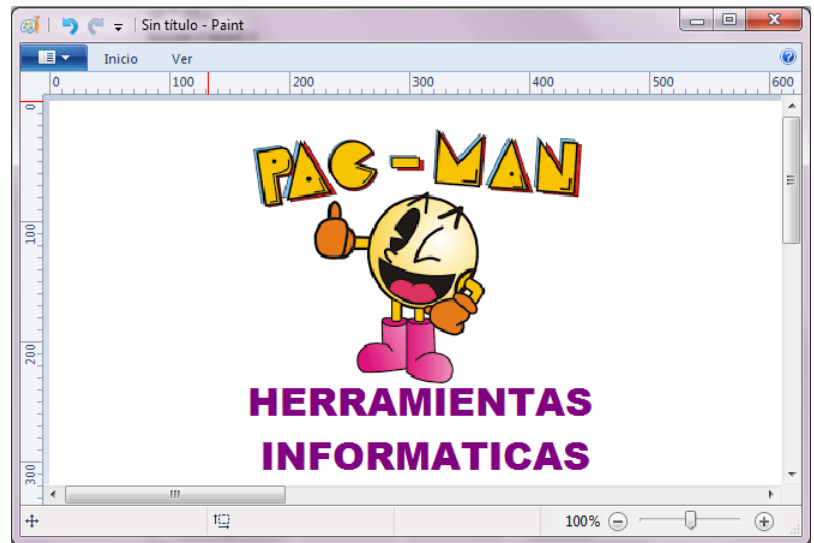 Sin título - Paint
Inicio Ver
0 100 200 300 400 500 600
0
100
200
300
PAC-MAN
HERRAMIENTAS
INFORMATICAS
100%